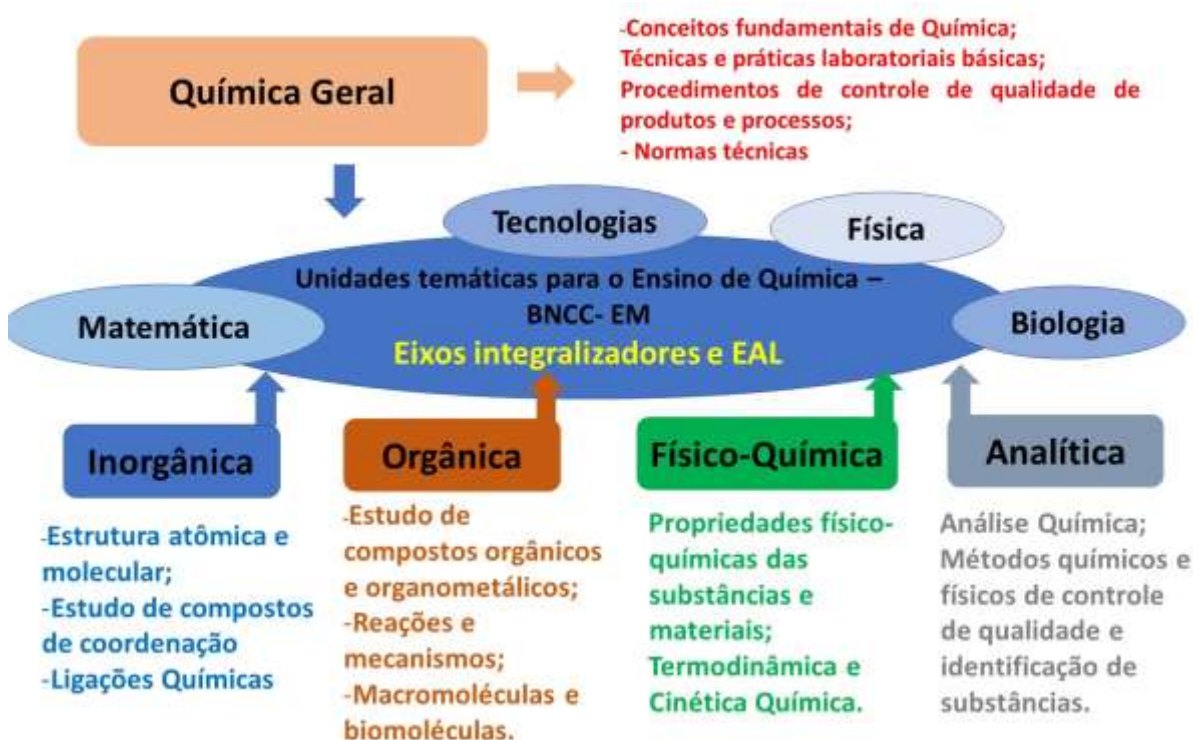 Química Geral
-Conceitos fundamentais de Química;
Técnicas e práticas laboratoriais básicas;
Procedimentos de controle de qualidade de
produtos e processos;
- Normas técnicas
Tecnologias
Física
Matemática
Biologia
Unidades temáticas para o Ensino de Química –
BNCC- EM
Eixos integralizadores e EAL
Inorgânica
-Estrutura atômica e
molecular;
-Estudo de compostos
de coordenação
-Ligações Químicas
Orgânica
-Estudo de
compostos orgânicos
e organometálicos;
-Reações e
mecanismos;
-Macromoléculas e
biomoléculas.
Físico-Química
Propriedades físico-
químicas das
substâncias e
materiais;
Termodinâmica e
Cinética Química.
Analítica
Análise Química;
Métodos químicos e
físicos de controle
de qualidade e
identificação de
substâncias.